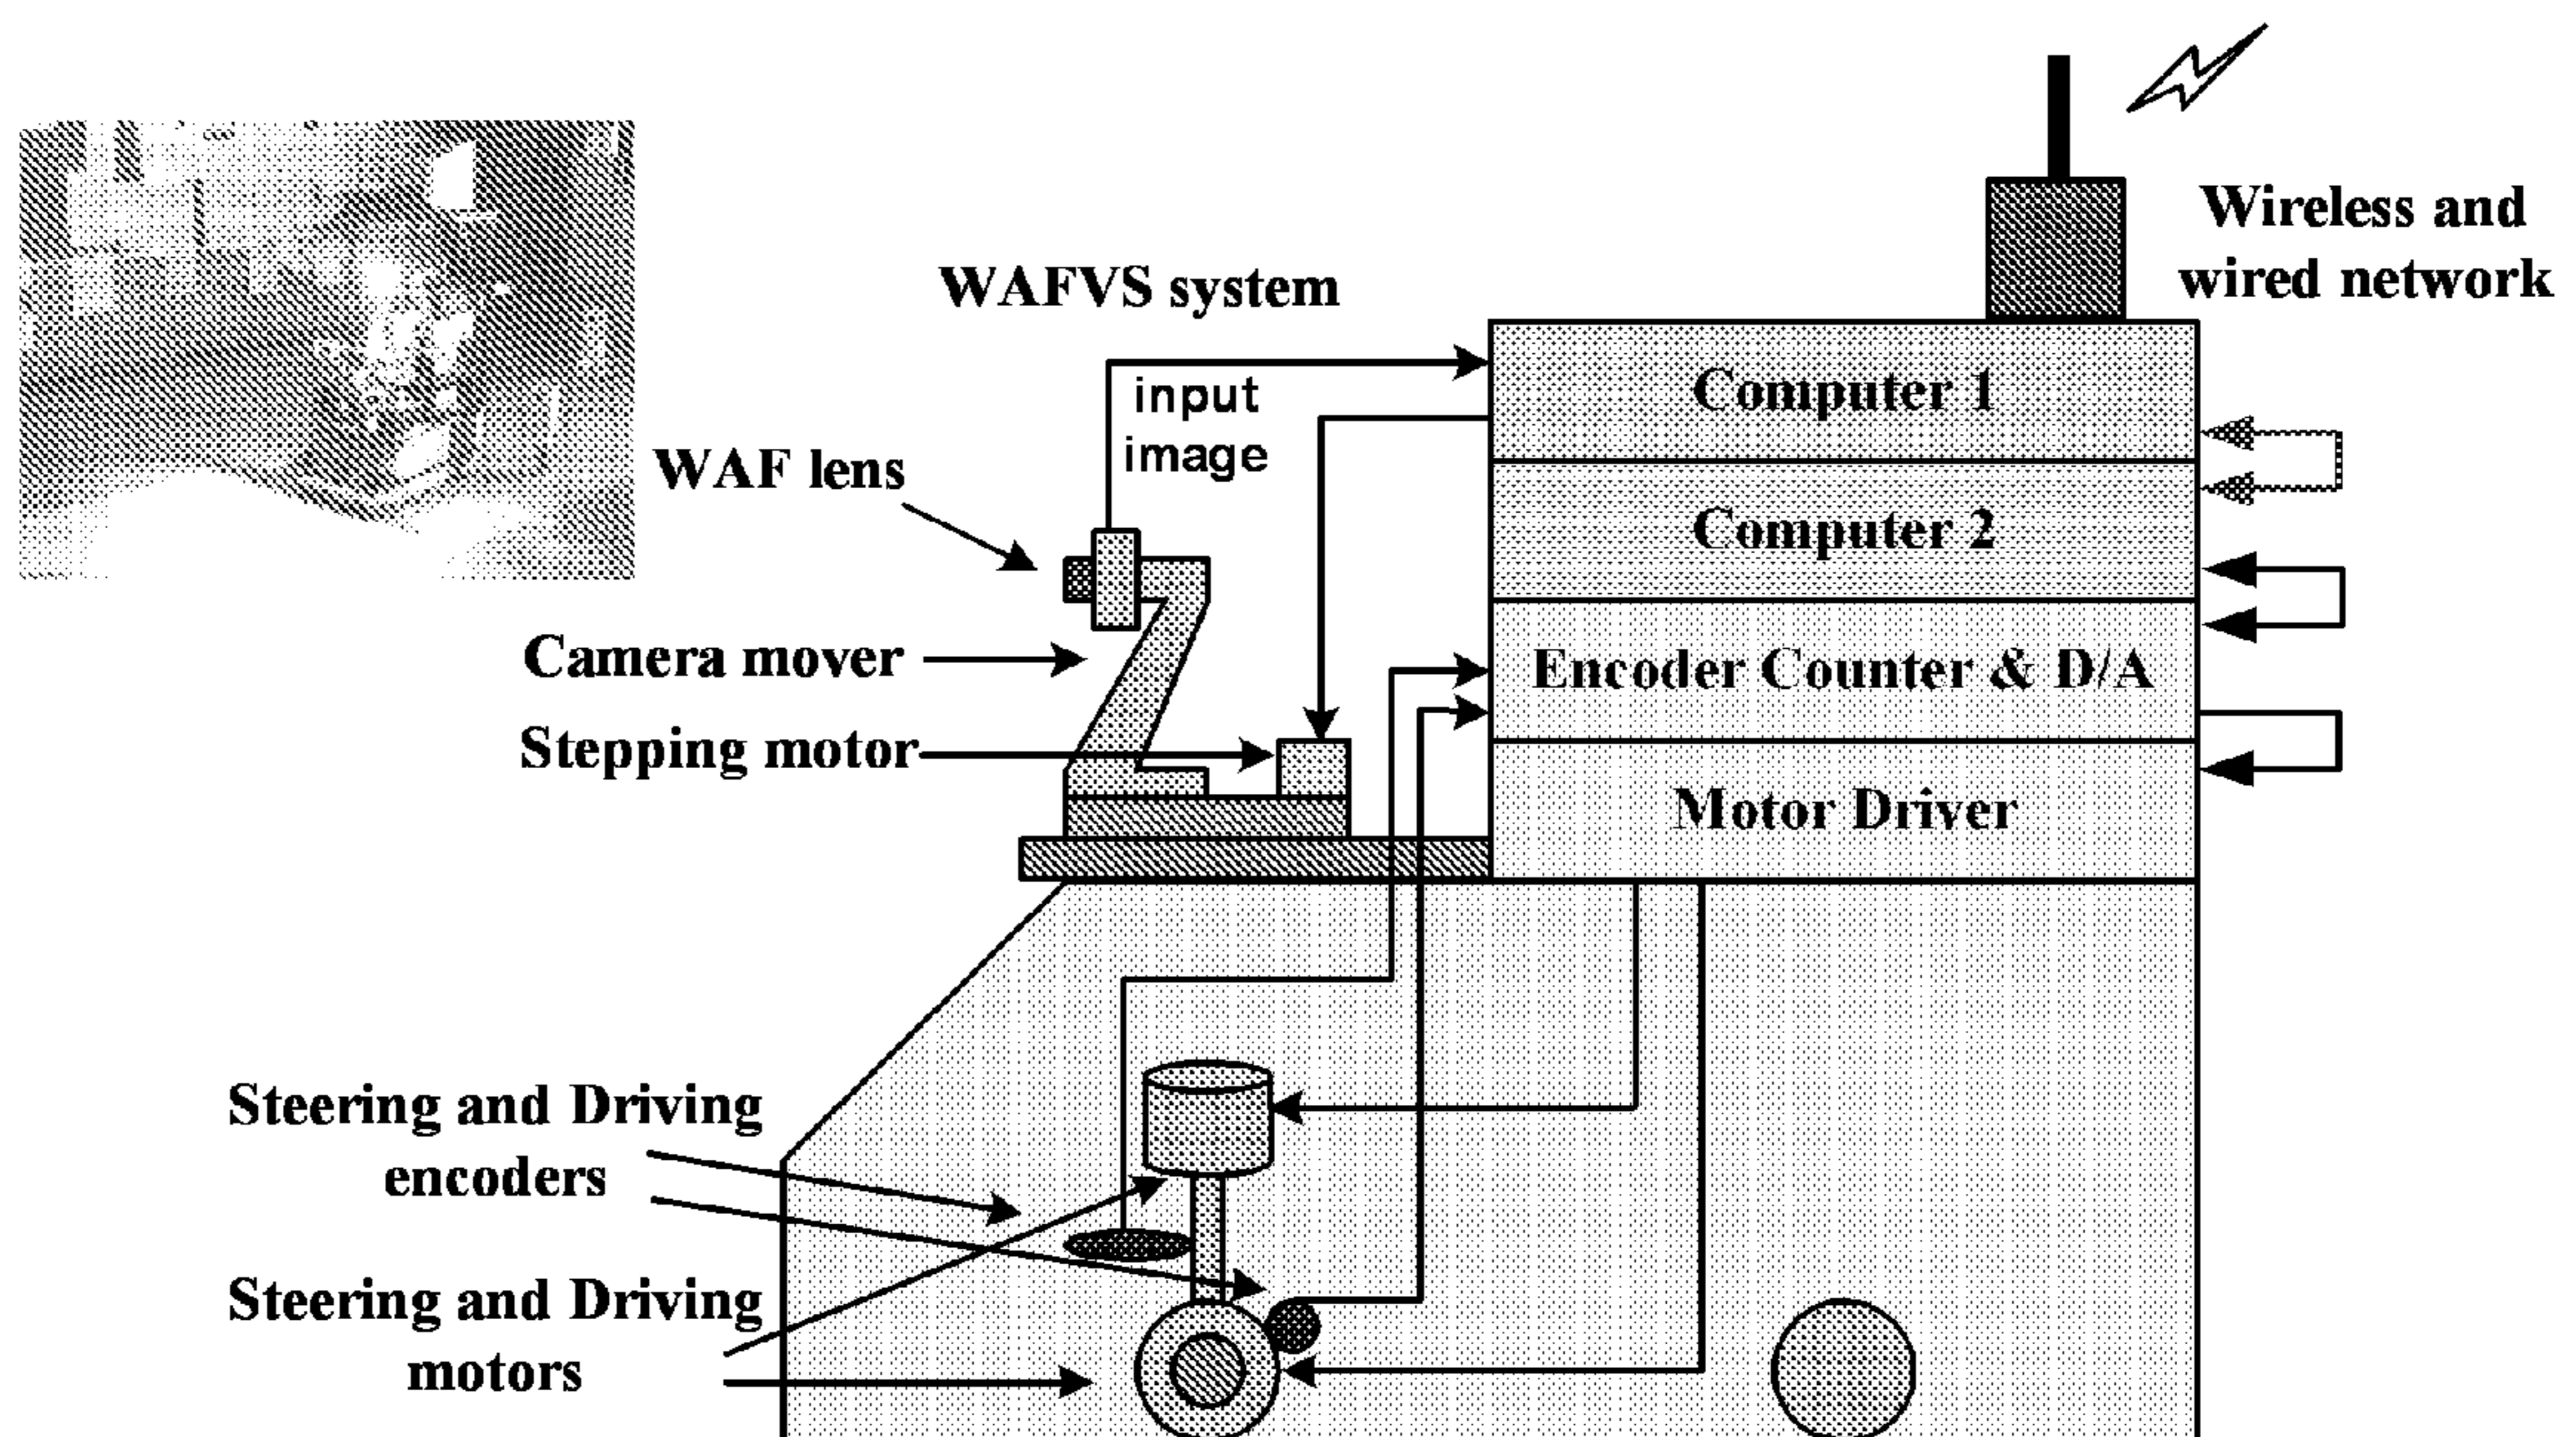 Wireless and
wired network
WAFVS system
Computer 1
input
image
WAF lens
Computer 2
Camera mover
Encoder Counter & D/A
Stepping motor
Motor Driver
Steering and Driving
encoders
Steering and Driving
motors